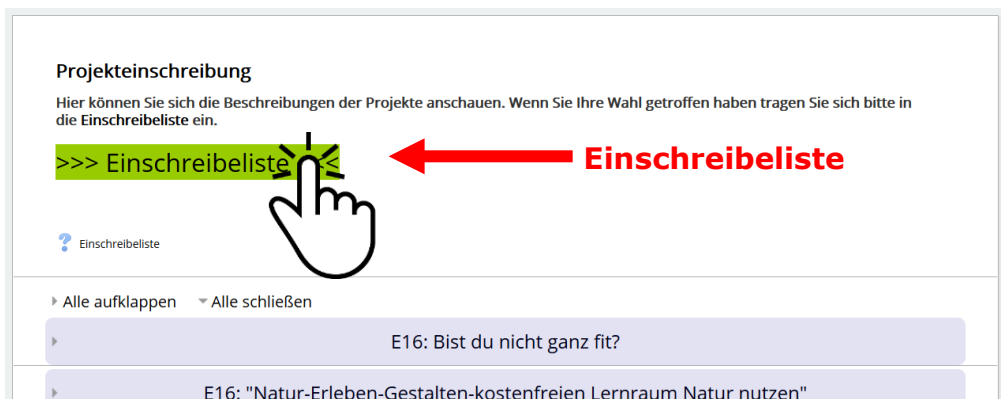 Projekteinschreibung
Hier können Sie sich die Beschreibungen der Projekte anschauen. Wenn Sie Ihre Wahl getroffen haben tragen Sie sich bitte in
die Einschreibeliste ein.
>>> Einschreibeliste <
Einschreibeliste
Einschreibeliste
Alle aufklappen Alle schließen
E16: Bist du nicht ganz fit?
E16: "Natur-Erleben-Gestalten-kostenfreien Lernraum Natur nutzen"